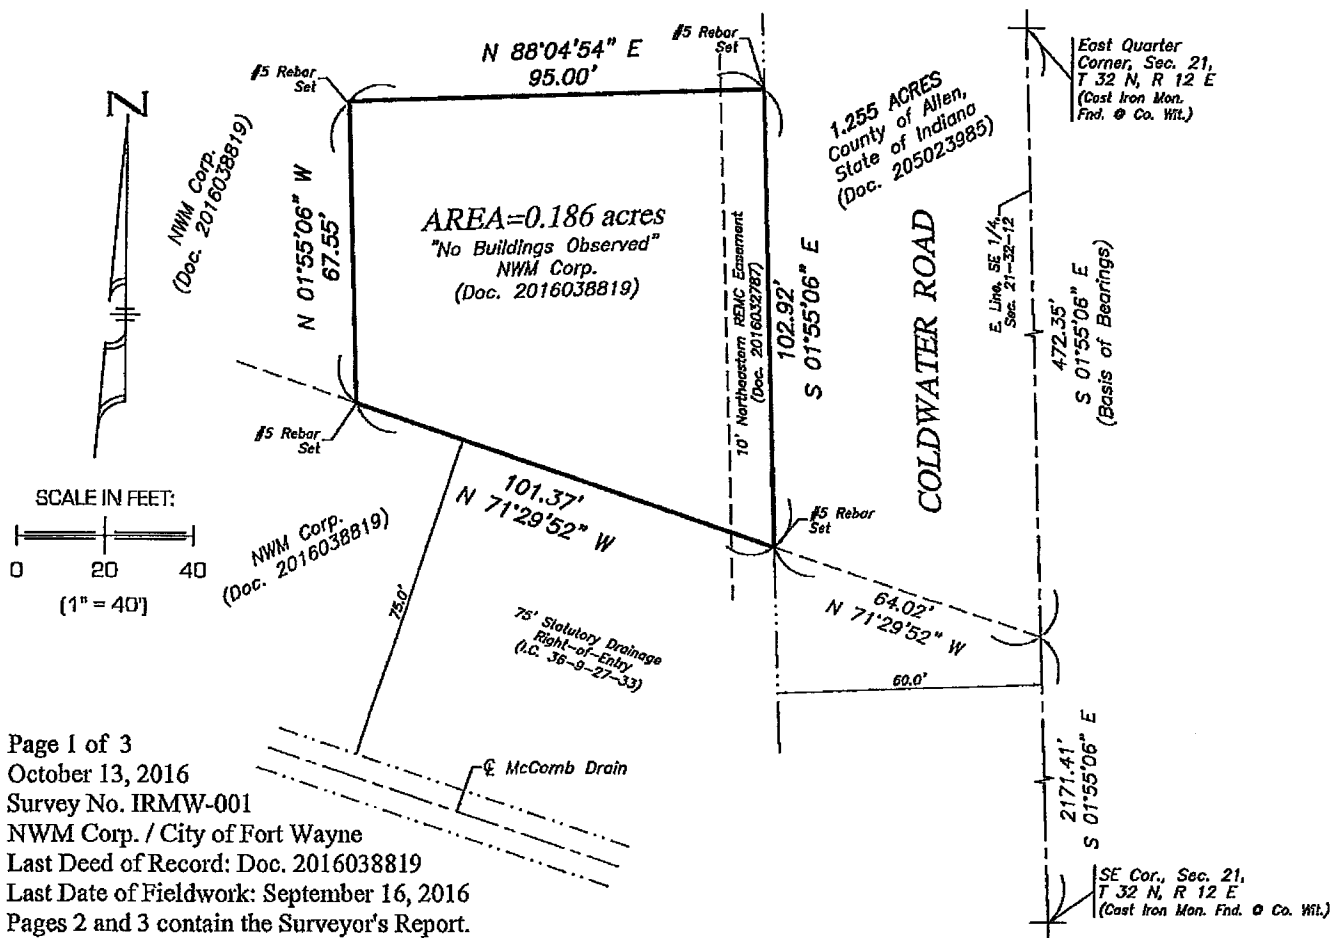 N 88°04'54" E
95.00'
#5 Rebar
Set
#5 Rebar
Set
East Quarter
Corner, Sec. 21,
T 32 N, R 12 E
(Cast Iron Mon.
Fnd. @ Co. Wit.)
N
NWM Corp.
(Doc. 2016038819)
N 01°55'06" W
67.55'
AREA=0.186 acres
"No Buildings Observed"
NWM Corp.
(Doc. 2016038819)
10' Northeastern REMC Easement
(Doc. 2016032787)
102.92'
S 01°55'06" E
1.255 ACRES
County of Allen,
State of Indiana
(Doc. 205023985)
COLDWATER ROAD
E. Line, SE 1/4,
Sec. 21-32-12
472.35'
S 01°55'06" E
(Basis of Bearings)
#5 Rebar
Set
101.37'
N 71°29'52" W
#5 Rebar
Set
SCALE IN FEET:
0 20 40
(1" = 40')
NWM Corp.
(Doc. 2016038819)
75.0'
75' Statutory Drainage
Right-of-Entry
(I.C. 36-9-27-33)
64.02'
N 71°29'52" W
60.0'
2171.41'
S 01°55'06" E
℄ McComb Drain
SE Cor., Sec. 21,
T 32 N, R 12 E
(Cast Iron Mon. Fnd. @ Co. Wit.)
Page 1 of 3
October 13, 2016
Survey No. IRMW-001
NWM Corp. / City of Fort Wayne
Last Deed of Record: Doc. 2016038819
Last Date of Fieldwork: September 16, 2016
Pages 2 and 3 contain the Surveyor's Report.